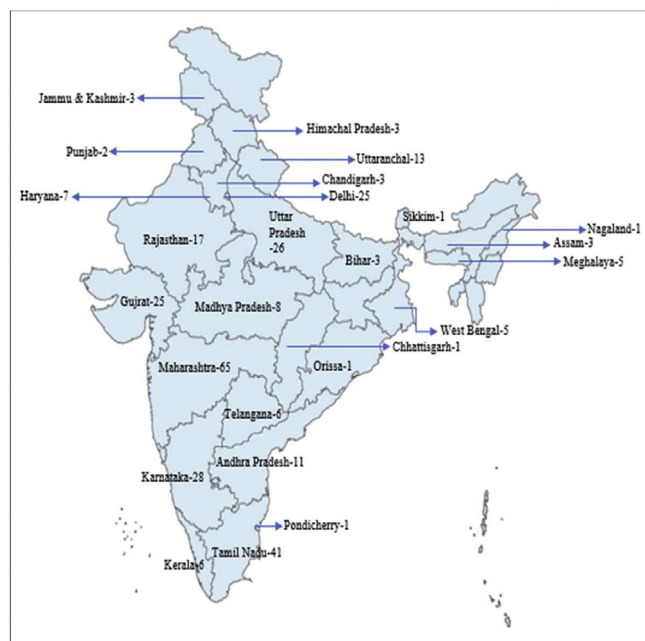 Jammu & Kashmir-3
Himachal Pradesh-3
Punjab-2
Uttaranchal-13
Chandigarh-3
Haryana-7
Delhi-25
Sikkim-1
Uttar
Pradesh
-26
Nagaland-1
Rajasthan-17
Assam-3
Bihar-3
Meghalaya-5
Gujrat-25
Madhya Pradesh-8
West Bengal-5
Chhattisgarh-1
Maharashtra-65
Orissa-1
Telangana-6
Andhra Pradesh-11
Karnataka-28
Pondicherry-1
Tamil Nadu-41
Kerala-6